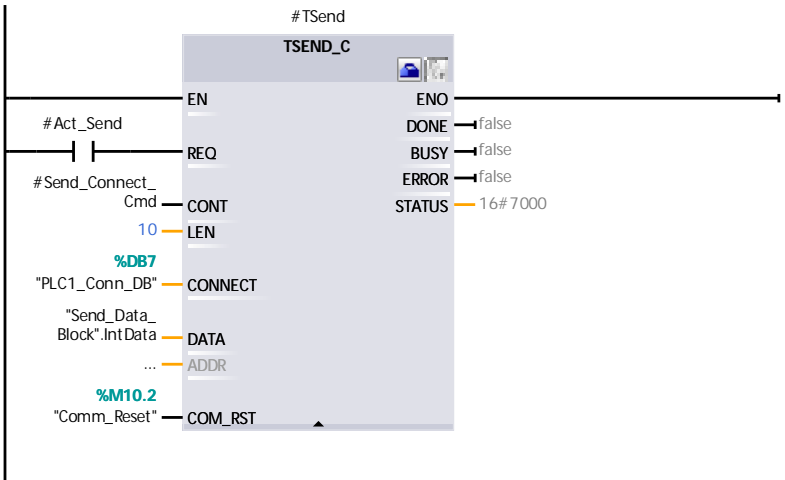 #TSend
TSEND_C
EN
ENO
#Act_Send
DONE
false
REQ
BUSY
false
#Send_Connect_
Cmd
ERROR
false
CONT
STATUS
16#7000
10
LEN
%DB7
"PLC1_Conn_DB"
CONNECT
"Send_Data_
Block".IntData
DATA
...
ADDR
%M10.2
"Comm_Reset"
COM_RST